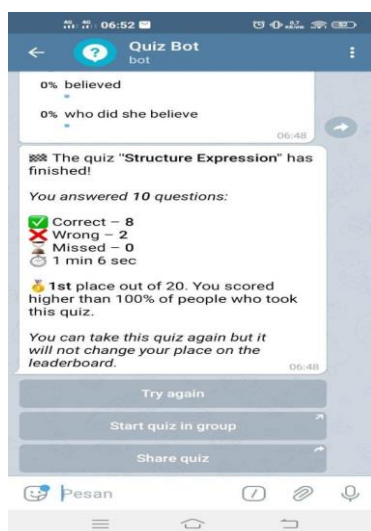 06:52
Quiz Bot
bot
0% believed
0% who did she believe
06:48
The quiz "Structure Expression" has
finished!
You answered 10 questions:
Correct – 8
Wrong – 2
Missed – 0
1 min 6 sec
1st place out of 20. You scored
higher than 100% of people who took
this quiz.
You can take this quiz again but it
will not change your place on the
leaderboard.
06:48
Try again
Start quiz in group
Share quiz
Pesan